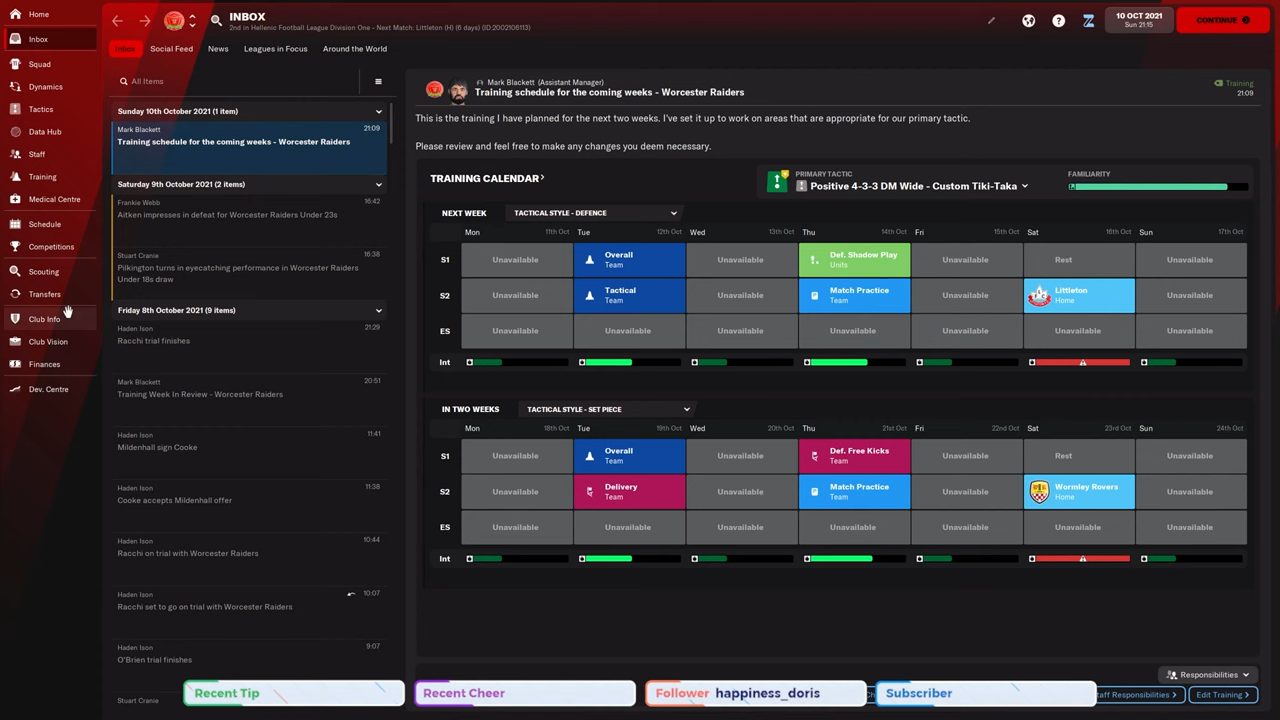 Home
Inbox
Squad
Dynamics
Tactics
Data Hub
Staff
Training
Medical Centre
Schedule
Competitions
Scouting
Transfers
Club Info
Club Vision
Finances
Dev. Centre
INBOX
2nd in Hellenic Football League Division One - Next Match: Littleton (H) (6 days) (ID:2002106113)
10 OCT 2021
Sun 21:15
CONTINUE
Inbox
Social Feed
News
Leagues in Focus
Around the World
All Items
Sunday 10th October 2021 (1 item)
Mark Blackett
21:09
Training schedule for the coming weeks - Worcester Raiders
Saturday 9th October 2021 (2 items)
Frankie Webb
16:42
Aitken impresses in defeat for Worcester Raiders Under 23s
Stuart Cranie
16:38
Pilkington turns in eyecatching performance in Worcester Raiders
Under 18s draw
Friday 8th October 2021 (9 items)
Haden Ison
21:29
Racchi trial finishes
Mark Blackett
20:51
Training Week In Review - Worcester Raiders
Haden Ison
11:41
Mildenhall sign Cooke
Haden Ison
11:38
Cooke accepts Mildenhall offer
Haden Ison
10:44
Racchi on trial with Worcester Raiders
Haden Ison
10:07
Racchi set to go on trial with Worcester Raiders
Haden Ison
9:07
O'Brien trial finishes
Stuart Cranie
Mark Blackett (Assistant Manager)
Training schedule for the coming weeks - Worcester Raiders
Training
21:09
This is the training I have planned for the next two weeks. I've set it up to work on areas that are appropriate for our primary tactic.
Please review and feel free to make any changes you deem necessary.
TRAINING CALENDAR>
PRIMARY TACTIC
Positive 4-3-3 DM Wide - Custom Tiki-Taka
FAMILIARITY
NEXT WEEK
TACTICAL STYLE - DEFENCE
Mon 11th Oct Tue 12th Oct Wed 13th Oct Thu 14th Oct Fri 15th Oct Sat 16th Oct Sun 17th Oct
S1 Unavailable Overall Team Unavailable Def. Shadow Play Units Unavailable Rest Unavailable
S2 Unavailable Tactical Team Unavailable Match Practice Team Unavailable Littleton Home Unavailable
ES Unavailable Unavailable Unavailable Unavailable Unavailable Unavailable Unavailable
Int
IN TWO WEEKS
TACTICAL STYLE - SET PIECE
Mon 18th Oct Tue 19th Oct Wed 20th Oct Thu 21st Oct Fri 22nd Oct Sat 23rd Oct Sun 24th Oct
S1 Unavailable Overall Team Unavailable Def. Free Kicks Team Unavailable Rest Unavailable
S2 Unavailable Delivery Team Unavailable Match Practice Team Unavailable Wormley Rovers Home Unavailable
ES Unavailable Unavailable Unavailable Unavailable Unavailable Unavailable Unavailable
Int
Responsibilities
Staff Responsibilities >
Edit Training >
Recent Tip
Recent Cheer
Follower happiness_doris
Subscriber